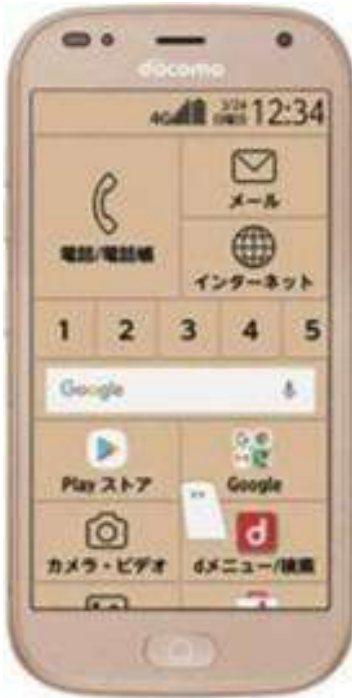 docomo
4G 12:34
メール
電話/電話帳
インターネット
1 2 3 4 5
Google
Play ストア
Google
カメラ・ビデオ
dメニュー/検索